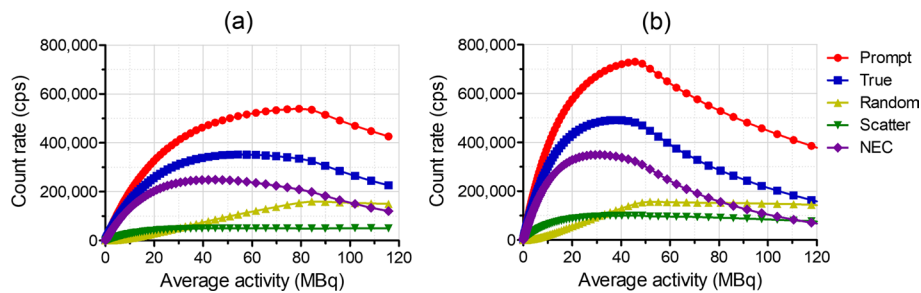 (a)
Count rate (cps)
800,000
600,000
400,000
200,000
0
0 20 40 60 80 100 120
Average activity (MBq)
(b)
Count rate (cps)
800,000
600,000
400,000
200,000
0
0 20 40 60 80 100 120
Average activity (MBq)
Prompt
True
Random
Scatter
NEC